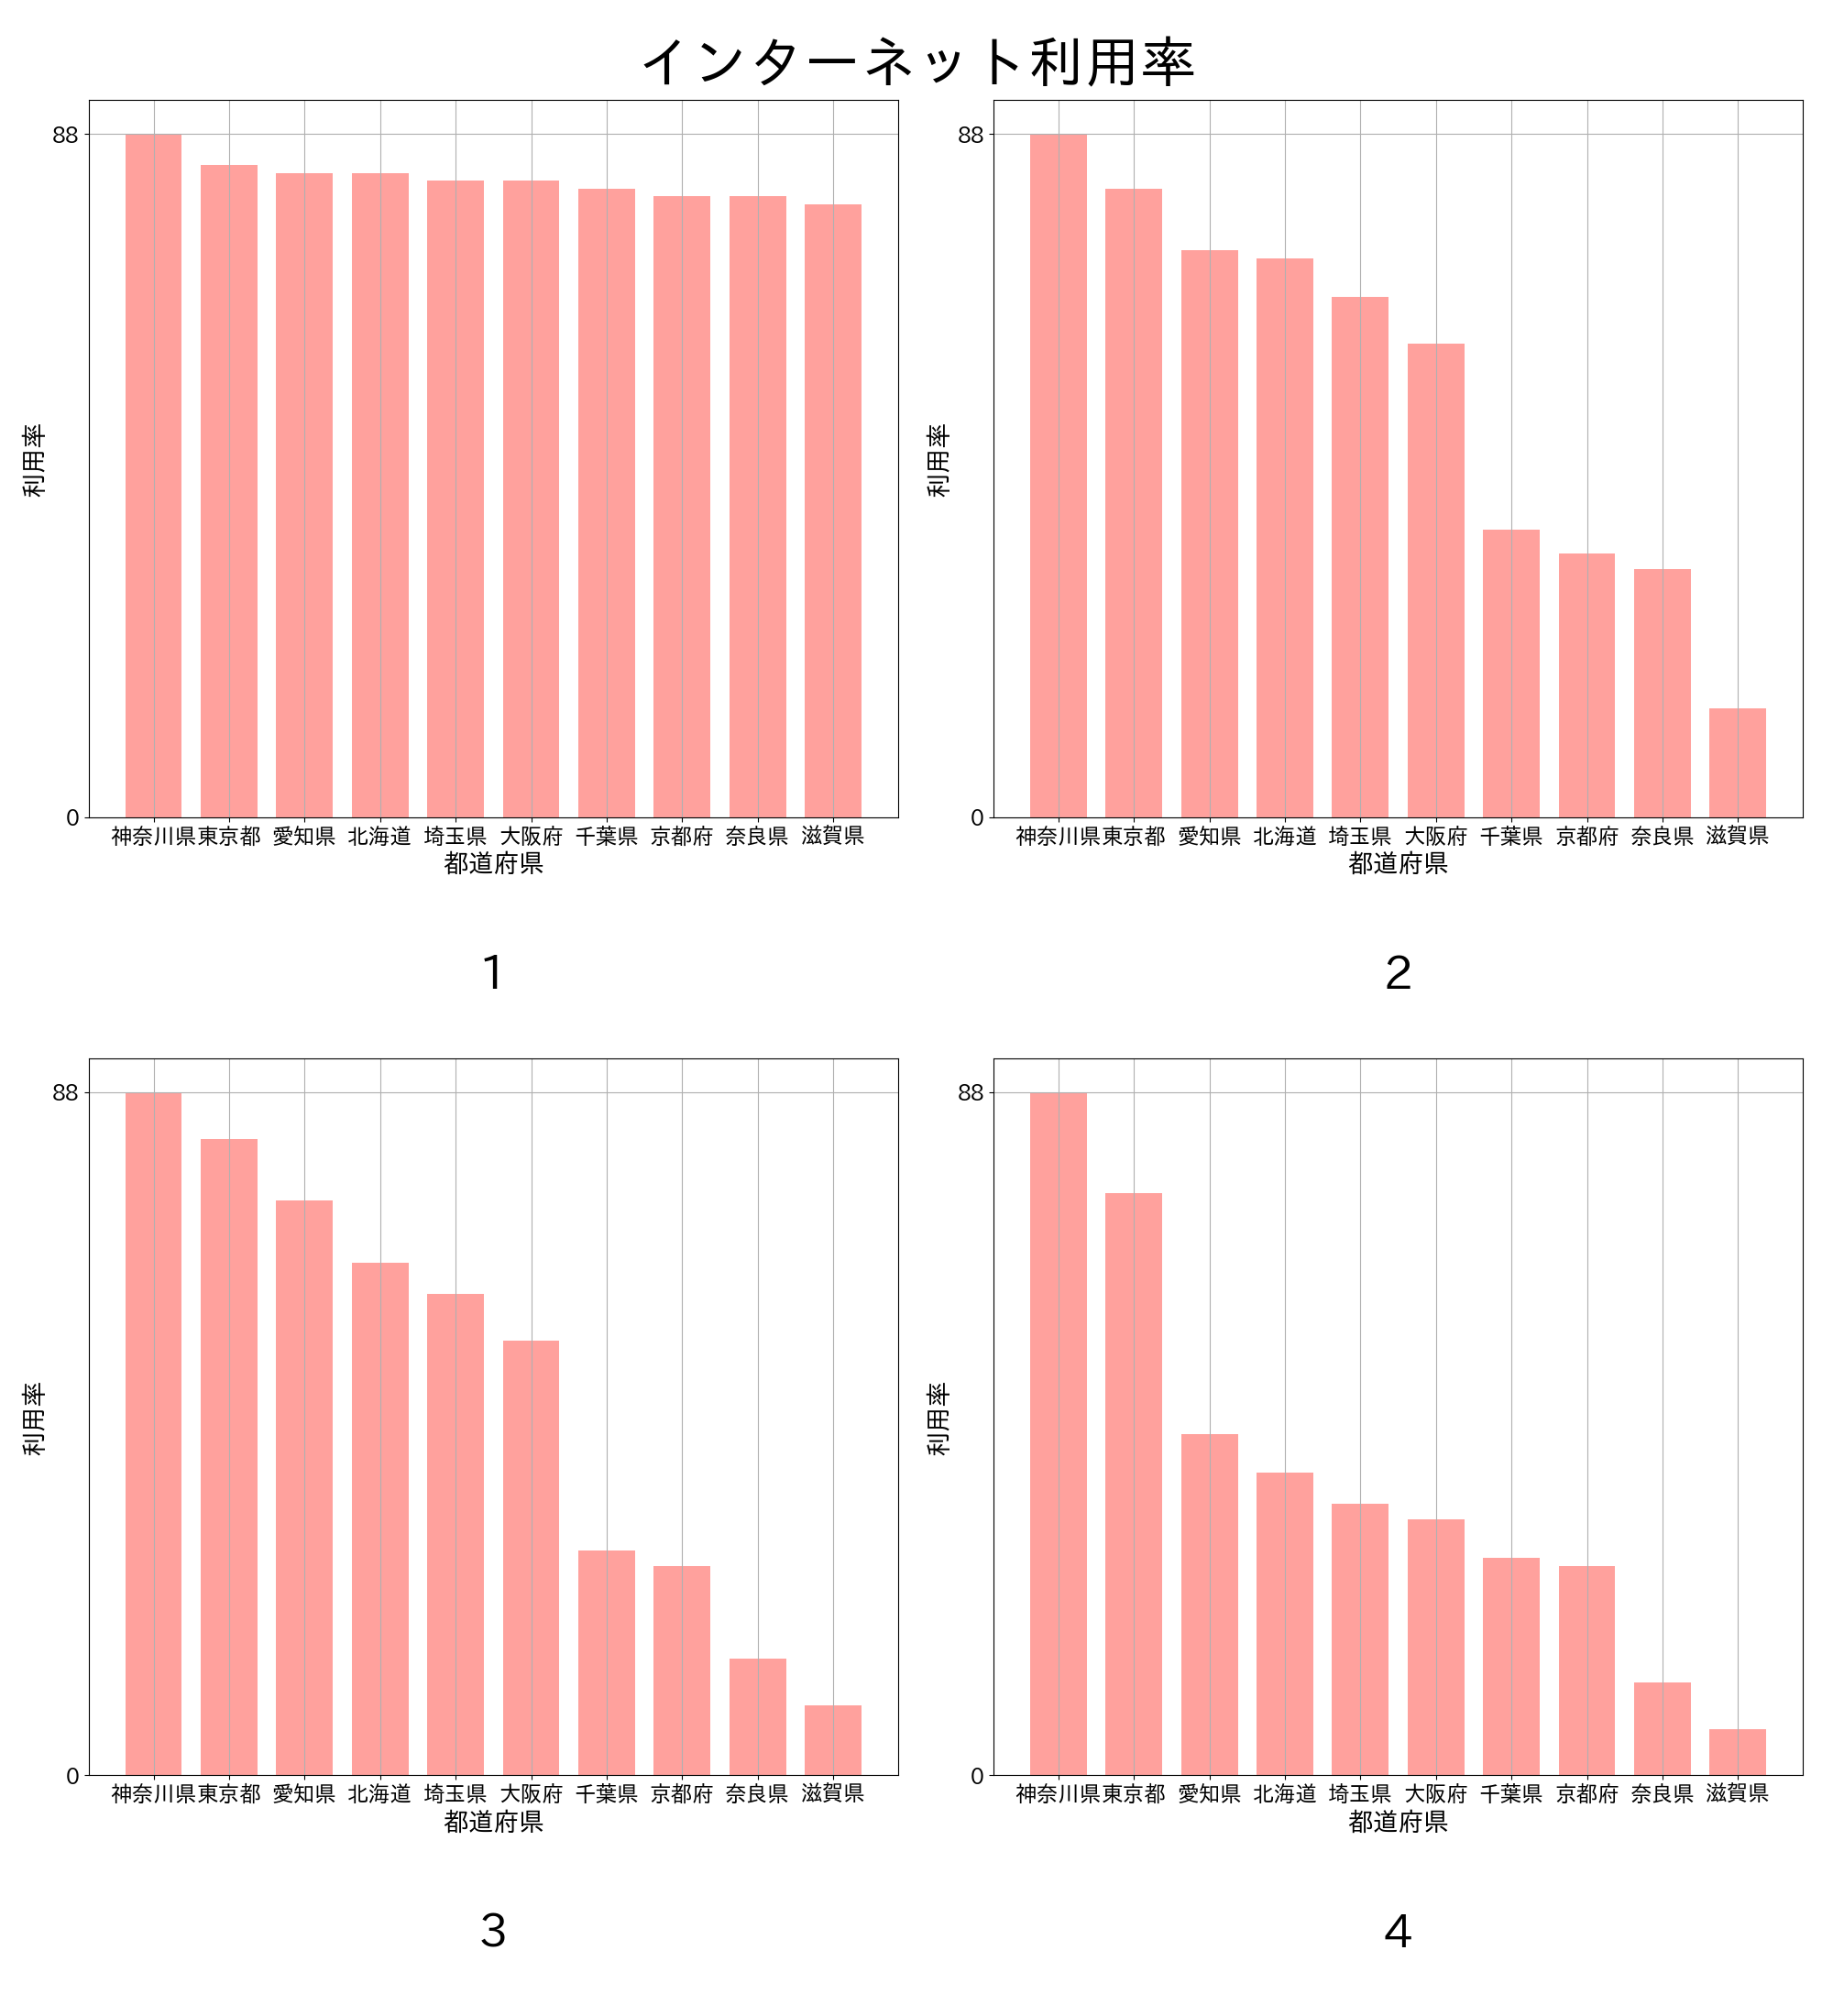 インターネット利用率
88
0
利用率
神奈川県 東京都 愛知県 北海道 埼玉県 大阪府 千葉県 京都府 奈良県 滋賀県
都道府県
1
88
0
利用率
神奈川県 東京都 愛知県 北海道 埼玉県 大阪府 千葉県 京都府 奈良県 滋賀県
都道府県
2
88
0
利用率
神奈川県 東京都 愛知県 北海道 埼玉県 大阪府 千葉県 京都府 奈良県 滋賀県
都道府県
3
88
0
利用率
神奈川県 東京都 愛知県 北海道 埼玉県 大阪府 千葉県 京都府 奈良県 滋賀県
都道府県
4